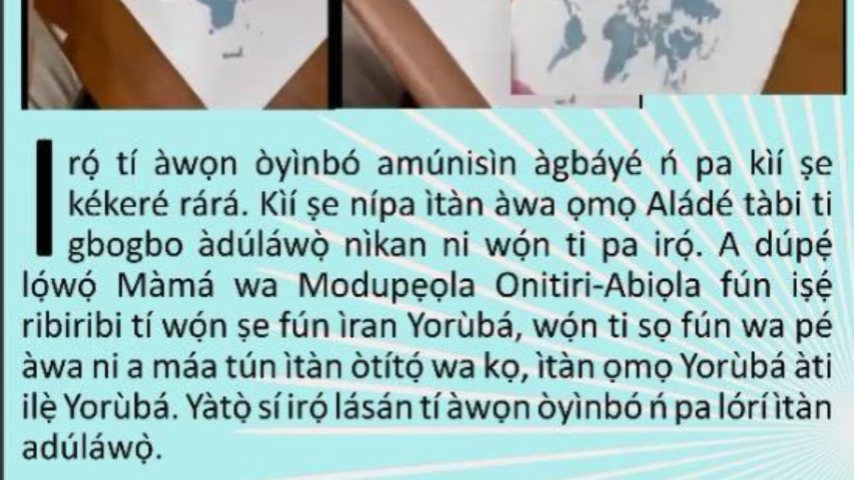 Irọ́ tí àwọn òyìnbó amúnisìn àgbáyé ń pa kìí ṣe
kékeré rárá. Kìí ṣe nípa ìtàn àwa ọmọ Aládé tàbi ti
gbogbo àdúláwọ̀ nìkan ni wọ́n ti pa irọ́. A dúpẹ́
lọ́wọ́ Màmá wa Modupẹọla Onitiri-Abiọla fún iṣẹ́
ribiribi tí wọ́n ṣe fún ìran Yorùbá, wọ́n ti sọ fún wa pé
àwa ni a máa tún ìtàn òtítọ́ wa kọ, ìtàn ọmọ Yorùbá àti
ilẹ̀ Yorùbá. Yàtọ̀ sí irọ́ lásán tí àwọn òyìnbó ń pa lórí ìtàn
adúláwọ̀.